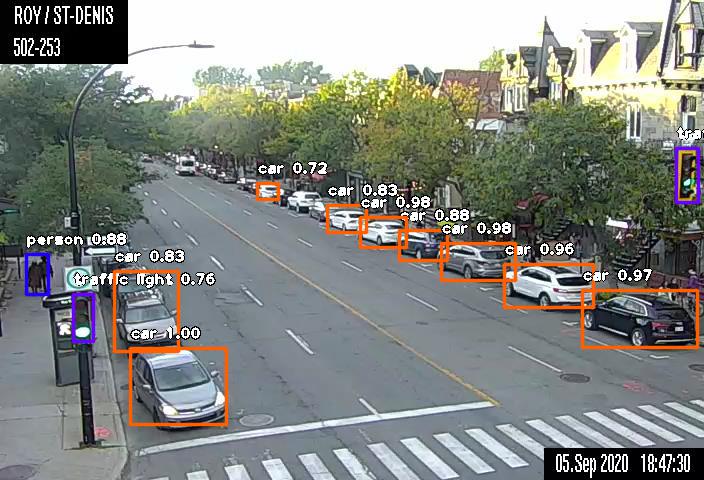 ROY / ST-DENIS
502-253
car 0.72
car 0.83
car 0.98
car 0.88
car 0.98
car 0.96
car 0.97
person 0.88
car 0.83
traffic light 0.76
car 1.00
traf
05.Sep 2020 18:47:30